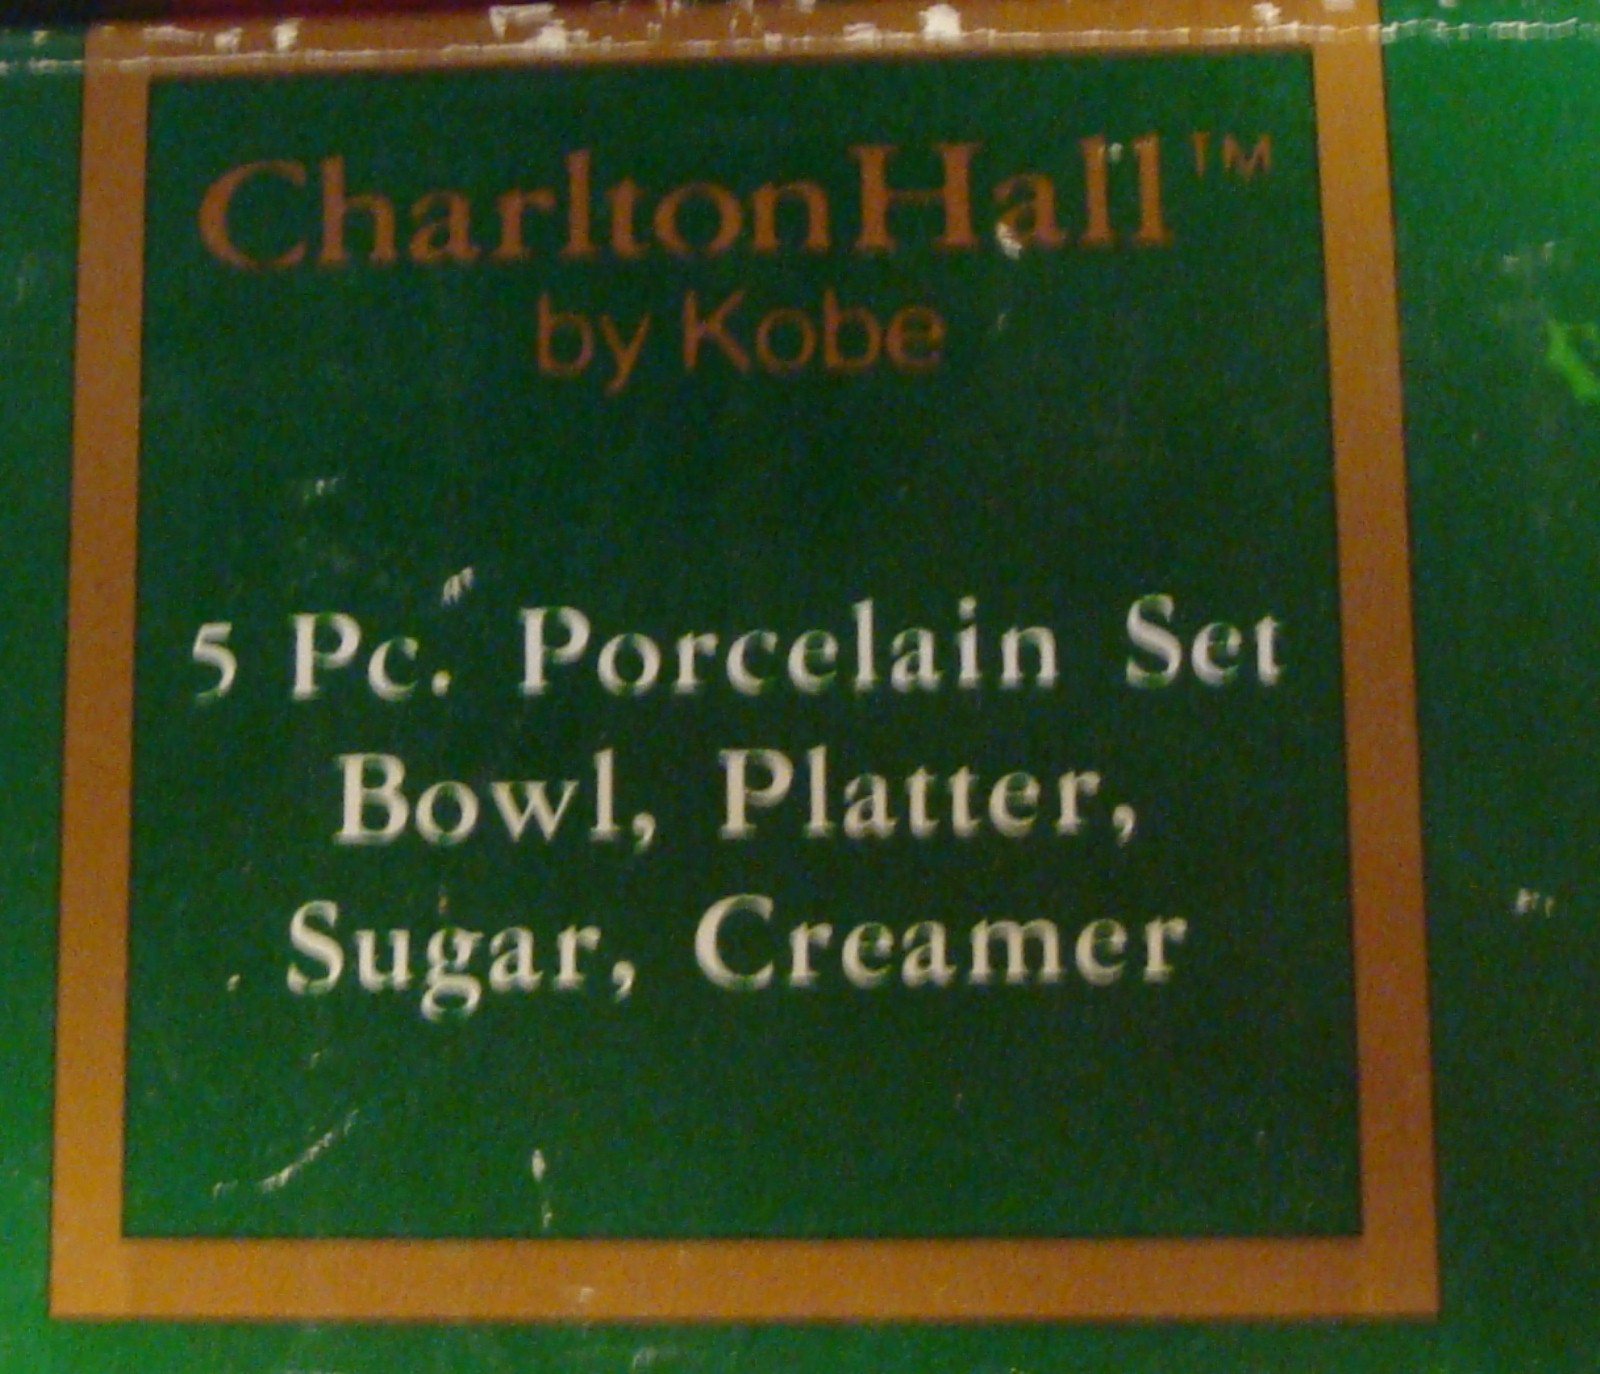 CharltonHall™
by Kobe
5 Pc. Porcelain Set
Bowl, Platter,
Sugar, Creamer